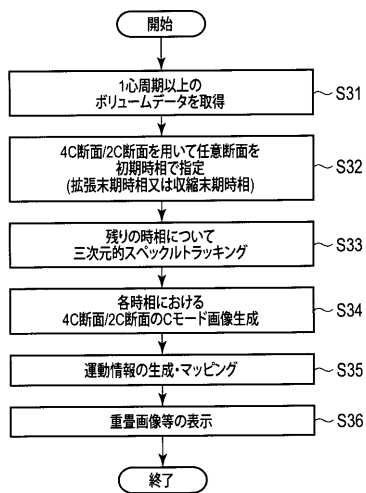 開始
1心周期以上の
ボリュームデータを取得
S31
4C断面/2C断面を用いて任意断面を
初期時相で指定
(拡張末期時相又は収縮末期時相)
S32
残りの時相について
三次元的スペックルトラッキング
S33
各時相における
4C断面/2C断面のCモード画像生成
S34
運動情報の生成・マッピング
S35
重畳画像等の表示
S36
終了